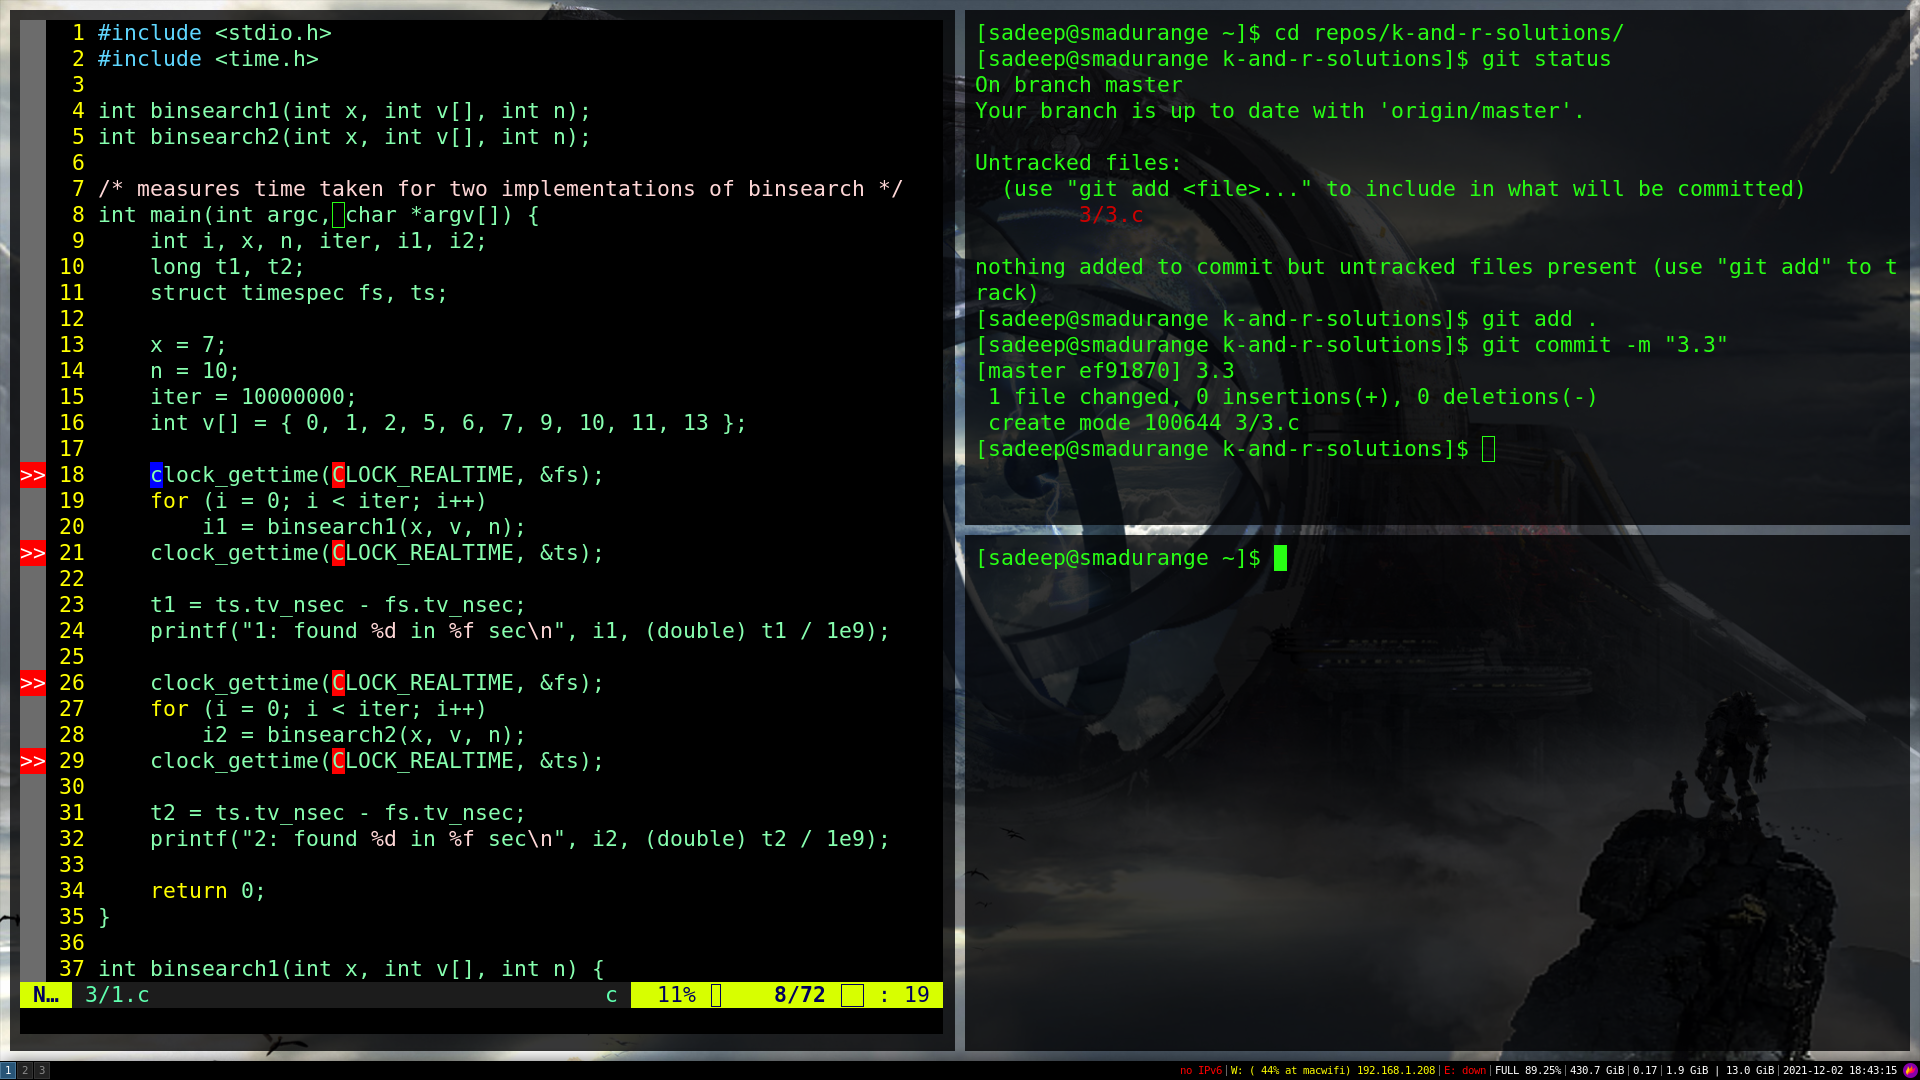 1 #include <stdio.h>
2 #include <time.h>
3
4 int binsearch1(int x, int v[], int n);
5 int binsearch2(int x, int v[], int n);
6
7 /* measures time taken for two implementations of binsearch */
8 int main(int argc, char *argv[]) {
9     int i, x, n, iter, i1, i2;
10     long t1, t2;
11     struct timespec fs, ts;
12
13     x = 7;
14     n = 10;
15     iter = 10000000;
16     int v[] = { 0, 1, 2, 5, 6, 7, 9, 10, 11, 13 };
17
>> 18     clock_gettime(CLOCK_REALTIME, &fs);
19     for (i = 0; i < iter; i++)
20         i1 = binsearch1(x, v, n);
>> 21     clock_gettime(CLOCK_REALTIME, &ts);
22
23     t1 = ts.tv_nsec - fs.tv_nsec;
24     printf("1: found %d in %f sec\n", i1, (double) t1 / 1e9);
25
>> 26     clock_gettime(CLOCK_REALTIME, &fs);
27     for (i = 0; i < iter; i++)
28         i2 = binsearch2(x, v, n);
>> 29     clock_gettime(CLOCK_REALTIME, &ts);
30
31     t2 = ts.tv_nsec - fs.tv_nsec;
32     printf("2: found %d in %f sec\n", i2, (double) t2 / 1e9);
33
34     return 0;
35 }
36
37 int binsearch1(int x, int v[], int n) {
N… 3/1.c c 11% 8/72 : 19
[sadeep@smadurange ~]$ cd repos/k-and-r-solutions/
[sadeep@smadurange k-and-r-solutions]$ git status
On branch master
Your branch is up to date with 'origin/master'.
Untracked files:
  (use "git add <file>..." to include in what will be committed)
        3/3.c
nothing added to commit but untracked files present (use "git add" to t
rack)
[sadeep@smadurange k-and-r-solutions]$ git add .
[sadeep@smadurange k-and-r-solutions]$ git commit -m "3.3"
[master ef91870] 3.3
 1 file changed, 0 insertions(+), 0 deletions(-)
 create mode 100644 3/3.c
[sadeep@smadurange k-and-r-solutions]$
[sadeep@smadurange ~]$
1 2 3 no IPv6|W: ( 44% at macwifi) 192.168.1.208|E: down|FULL 89.25%|430.7 GiB|0.17|1.9 GiB | 13.0 GiB|2021-12-02 18:43:15